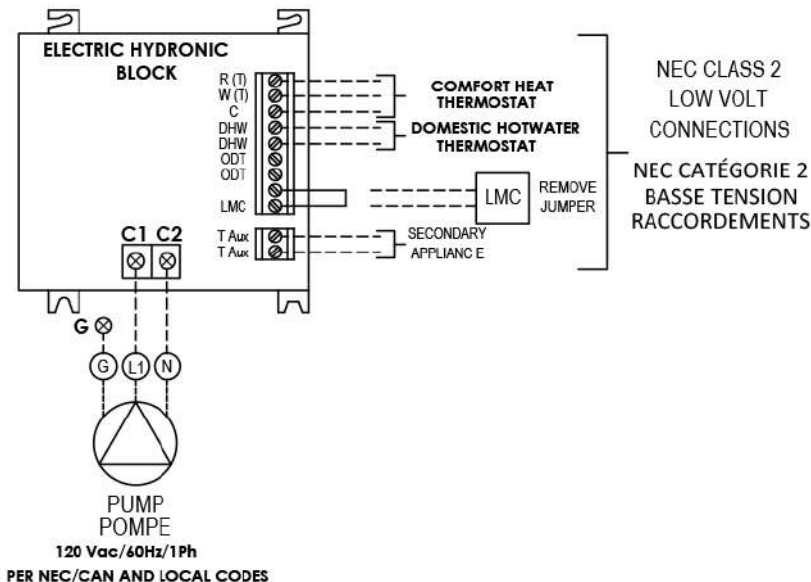 ELECTRIC HYDRONIC
BLOCK
R (T)
W (T)
C
DHW
DHW
ODT
ODT
LMC
T Aux
T Aux
COMFORT HEAT
THERMOSTAT
DOMESTIC HOTWATER
THERMOSTAT
LMC
REMOVE
JUMPER
SECONDARY
APPLIANC E
NEC CLASS 2
LOW VOLT
CONNECTIONS
NEC CATÉGORIE 2
BASSE TENSION
RACCORDEMENTS
C1 C2
G
G L1 N
PUMP
POMPE
120 Vac/60Hz/1Ph
PER NEC/CAN AND LOCAL CODES